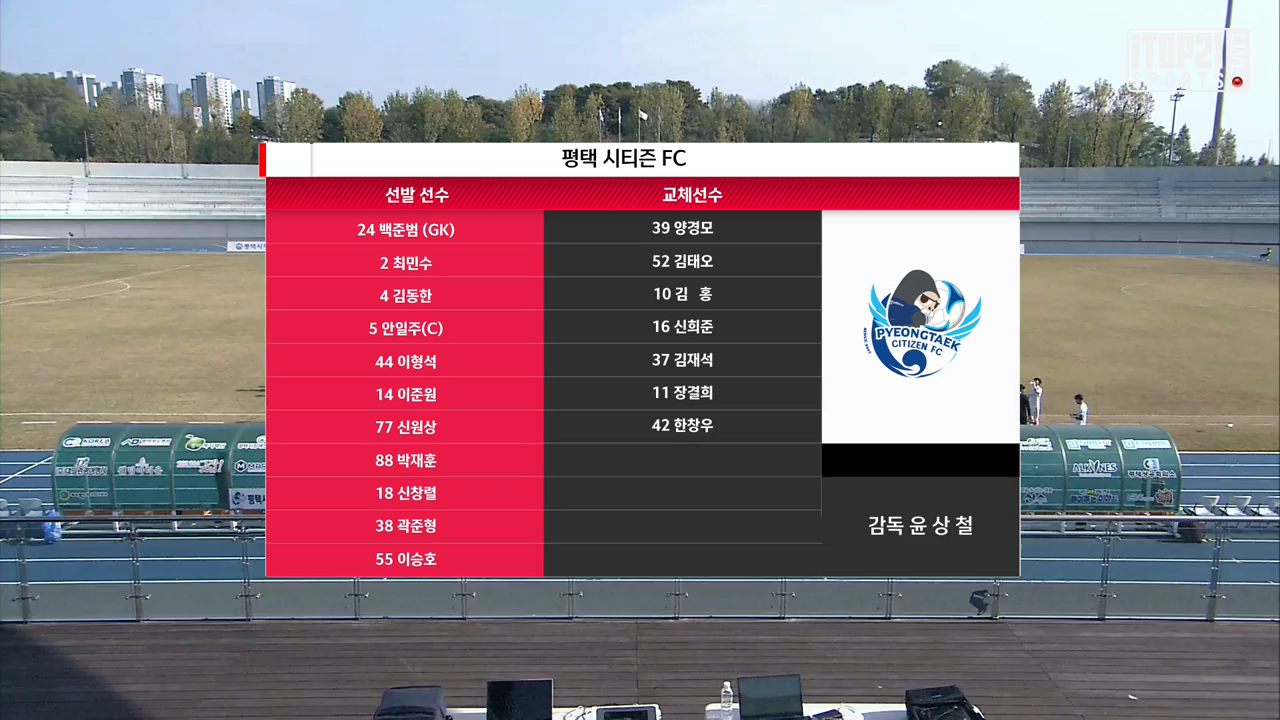 iTOP21
LIVE
SPORTS
평택 시티즌 FC
선발 선수
교체선수
24 백준범 (GK)
39 양경모
2 최민수
52 김태오
4 김동한
10 김 홍
5 안일주(C)
16 신희준
44 이형석
37 김재석
14 이준원
11 장결희
77 신원상
42 한창우
88 박재훈
18 신창렬
38 곽준형
55 이승호
PYEONGTAEK
CITIZEN FC
감독 윤 상 철
KOREA
ALKYNES